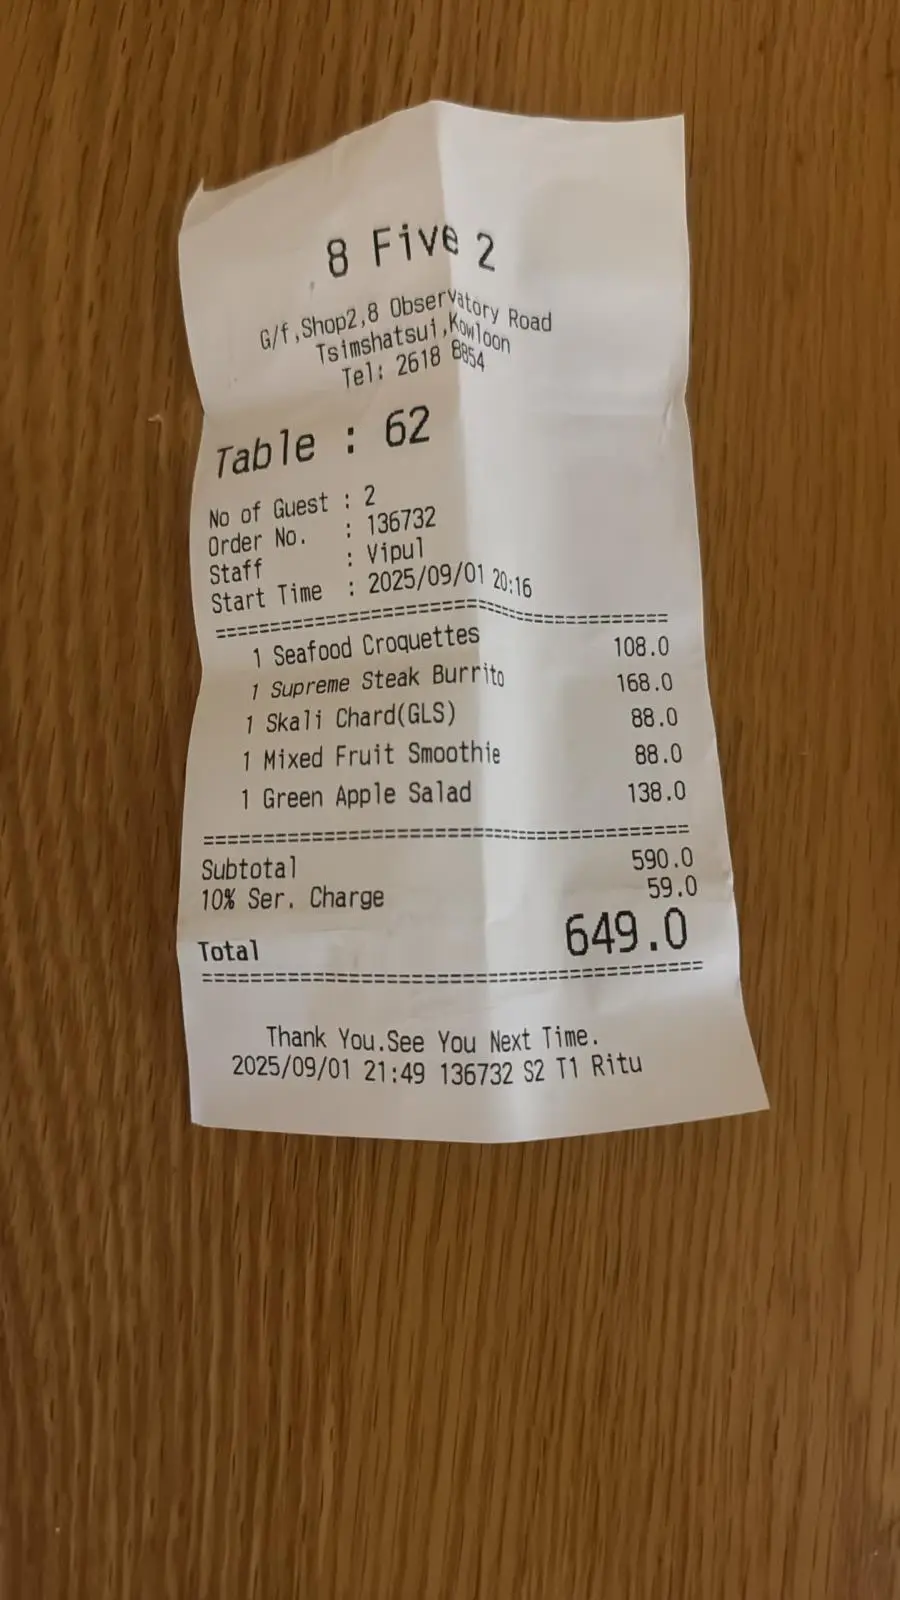 8 Five 2
G/f,Shop2,8 Observatory Road
Tsimshatsui,Kowloon
Tel: 2618 8854
Table : 62
No of Guest : 2
Order No. : 136732
Staff : Vipul
Start Time : 2025/09/01 20:16
==================================================
1 Seafood Croquettes 108.0
1 Supreme Steak Burrito 168.0
1 Skali Chard(GLS) 88.0
1 Mixed Fruit Smoothie 88.0
1 Green Apple Salad 138.0
==================================================
Subtotal 590.0
10% Ser. Charge 59.0
Total 649.0
==================================================
Thank You.See You Next Time.
2025/09/01 21:49 136732 S2 T1 Ritu